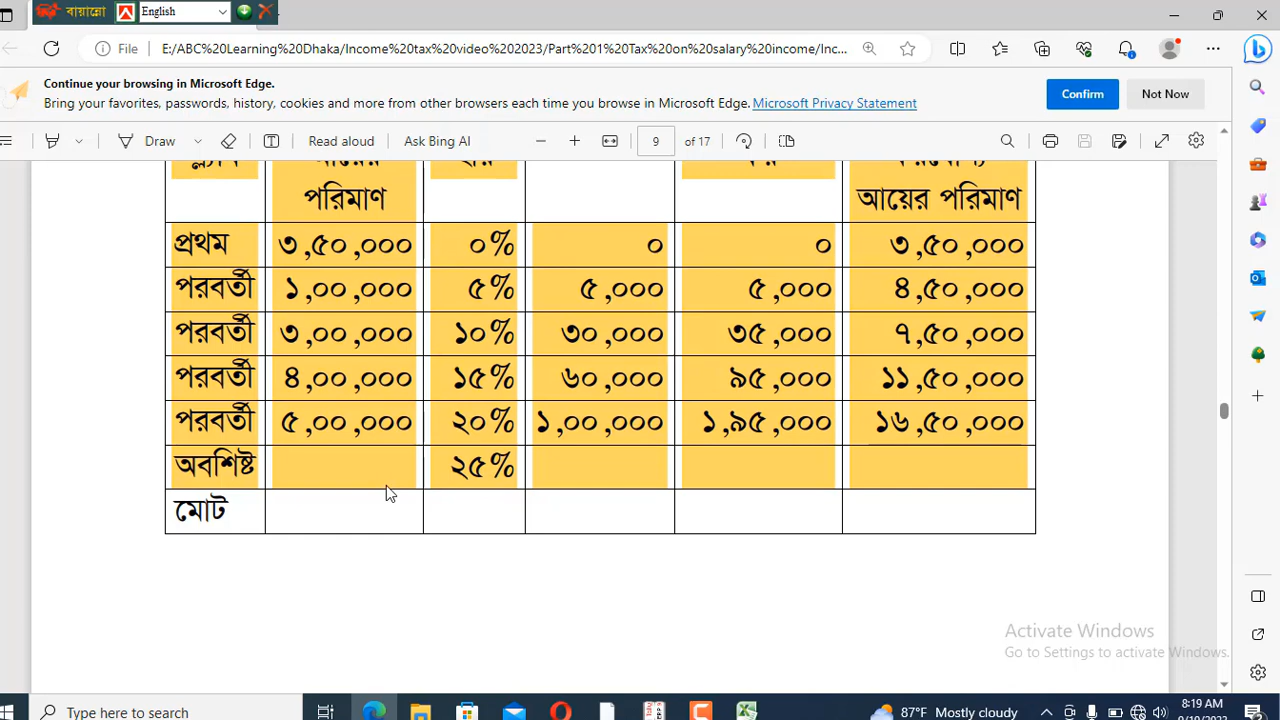 বায়ান্নো English
File E:/ABC%20Learning%20Dhaka/Income%20tax%20video%202023/Part%201%20Tax%20on%20salary%20income/Inc...
Continue your browsing in Microsoft Edge.
Bring your favorites, passwords, history, cookies and more from other browsers each time you browse in Microsoft Edge. Microsoft Privacy Statement
Confirm Not Now
Draw Read aloud Ask Bing AI 9 of 17
পরিমাণ আয়ের পরিমাণ
প্রথম ৩,৫০,০০০ ০% ০ ০ ৩,৫০,০০০
পরবর্তী ১,০০,০০০ ৫% ৫,০০০ ৫,০০০ ৪,৫০,০০০
পরবর্তী ৩,০০,০০০ ১০% ৩০,০০০ ৩৫,০০০ ৭,৫০,০০০
পরবর্তী ৪,০০,০০০ ১৫% ৬০,০০০ ৯৫,০০০ ১১,৫০,০০০
পরবর্তী ৫,০০,০০০ ২০% ১,০০,০০০ ১,৯৫,০০০ ১৬,৫০,০০০
অবশিষ্ট ২৫%
মোট
Activate Windows
Go to Settings to activate Windows.
Type here to search 87°F Mostly cloudy 8:19 AM